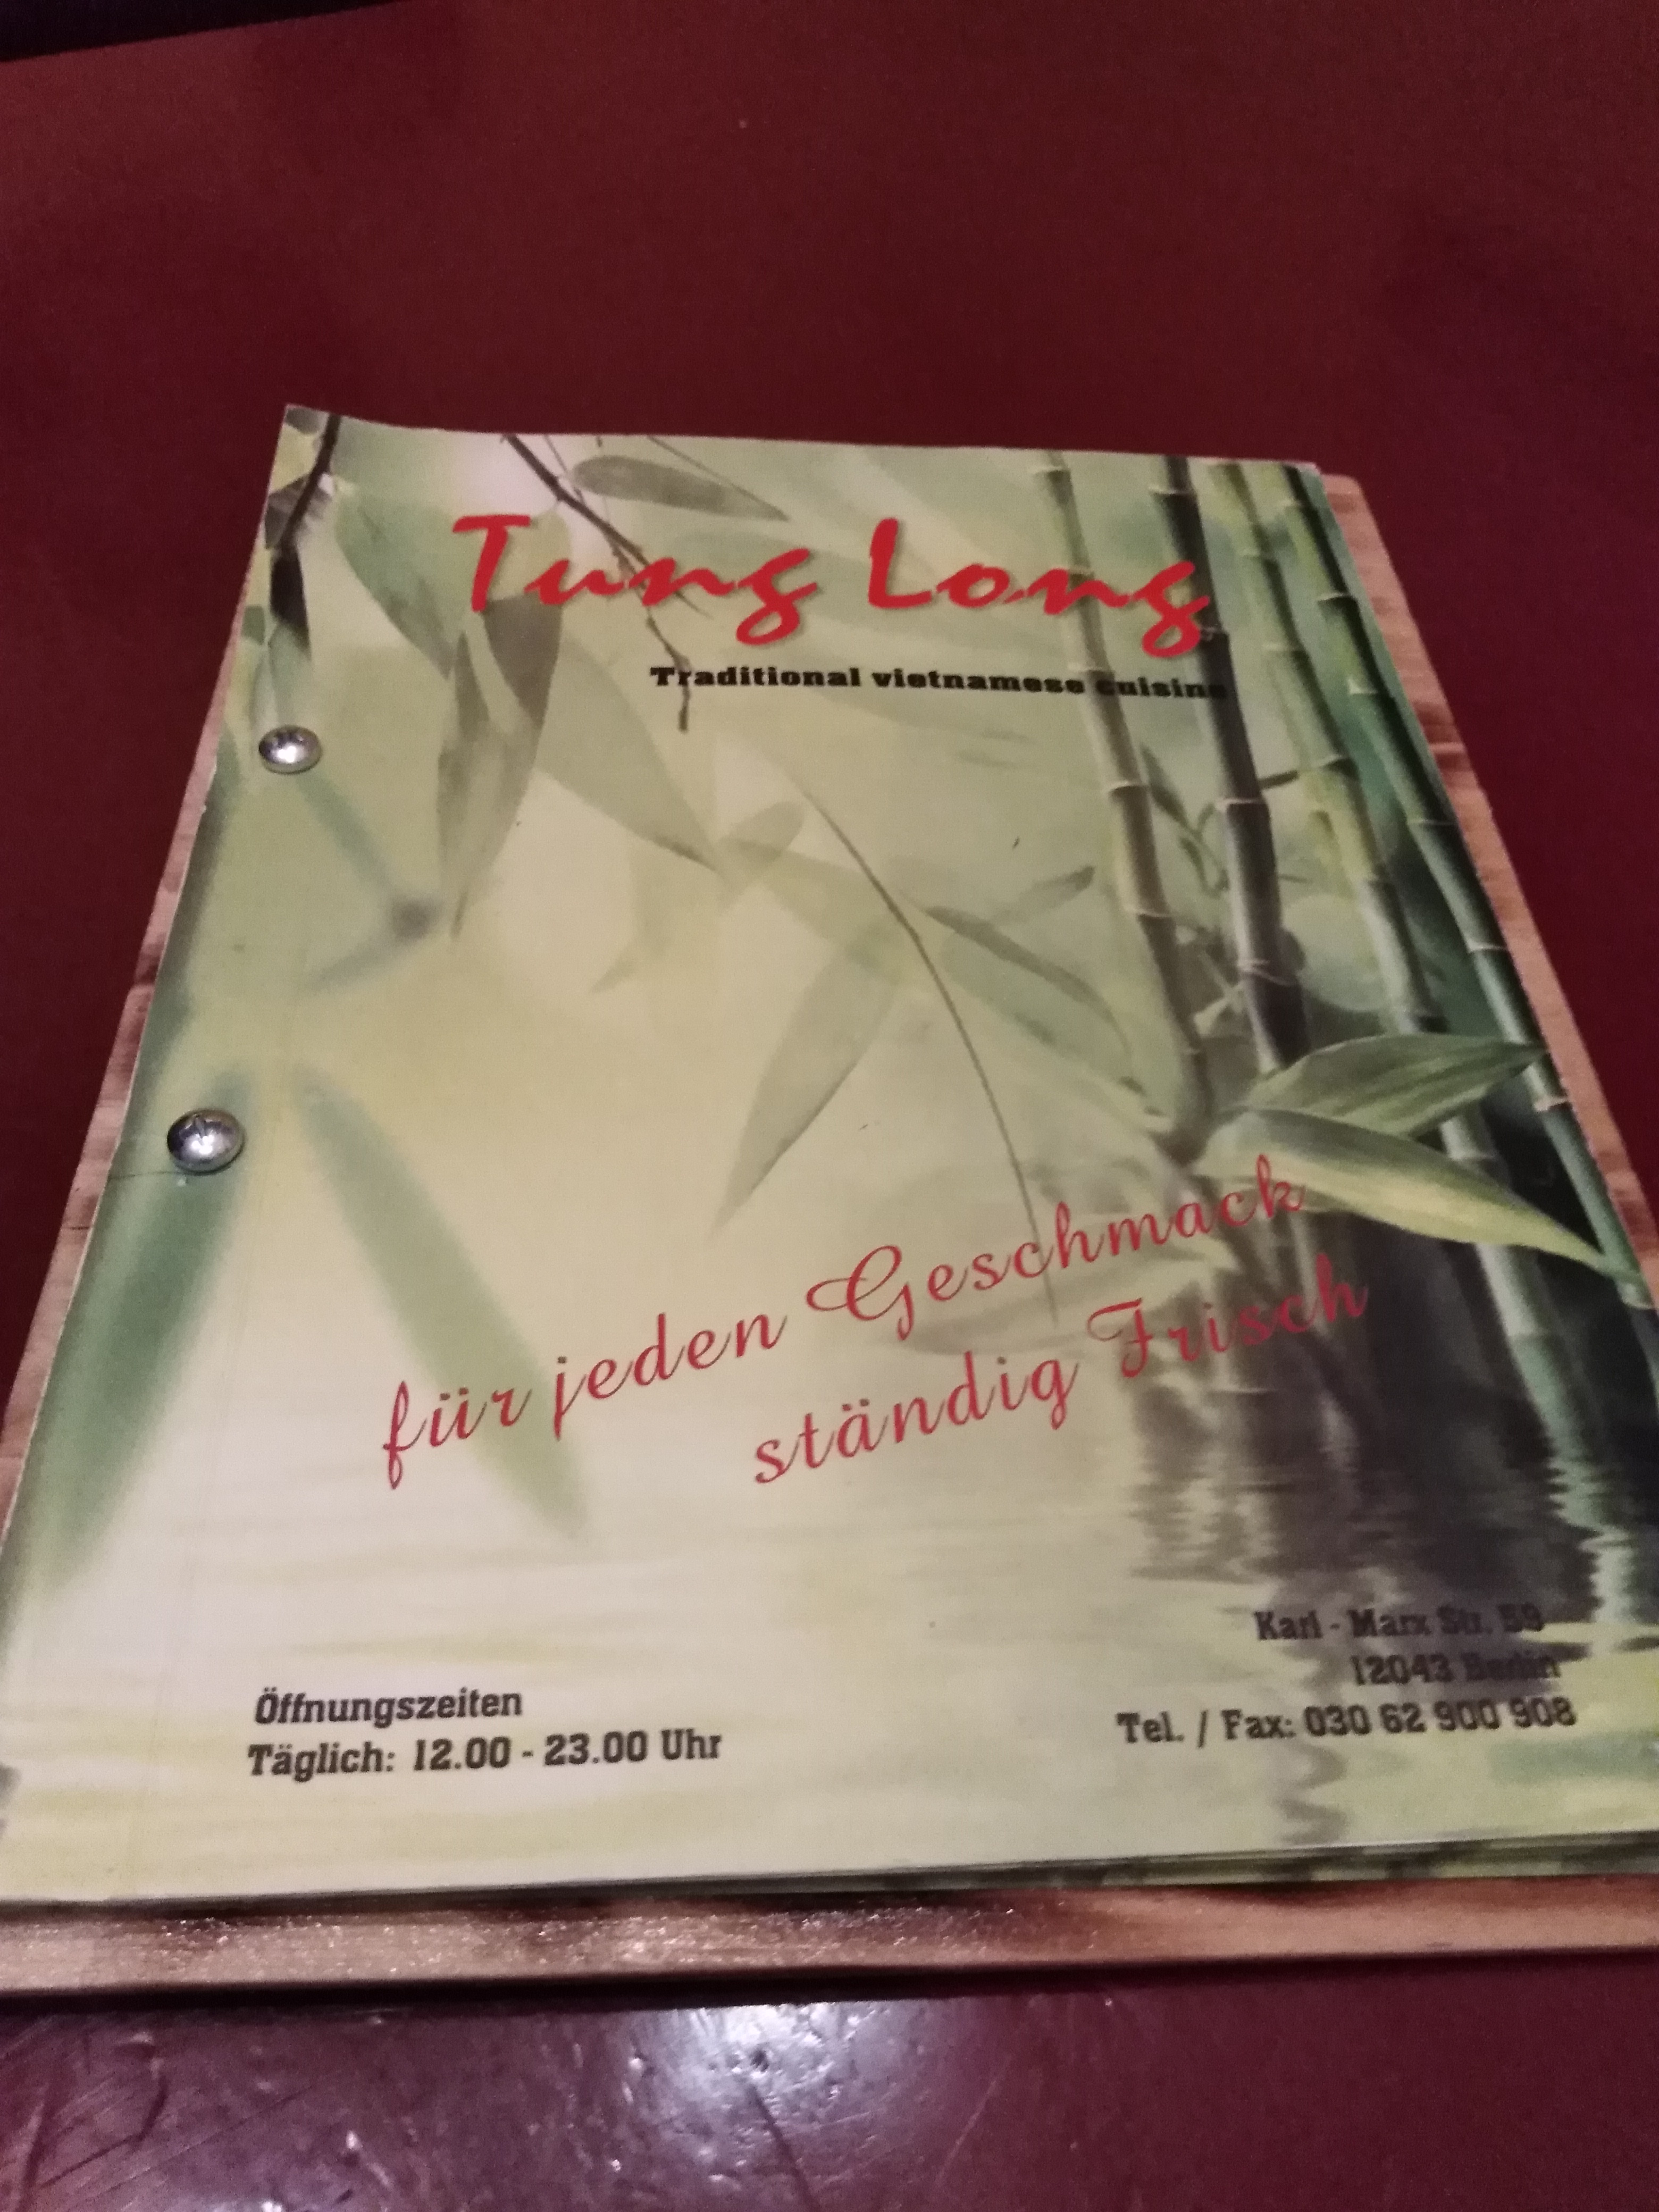 Tung Long
Traditional vietnamese cuisine
für jeden Geschmack
ständig Frisch
Karl - Marx Str. 59
12043 Berlin
Tel. / Fax: 030 62 900 908
Öffnungszeiten
Täglich: 12.00 - 23.00 Uhr